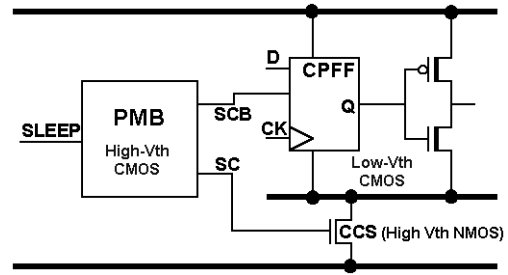 D
CPFF
PMB
SCB
Q
SLEEP
High-Vth
CMOS
CK
SC
Low-Vth
CMOS
CCS (High Vth NMOS)